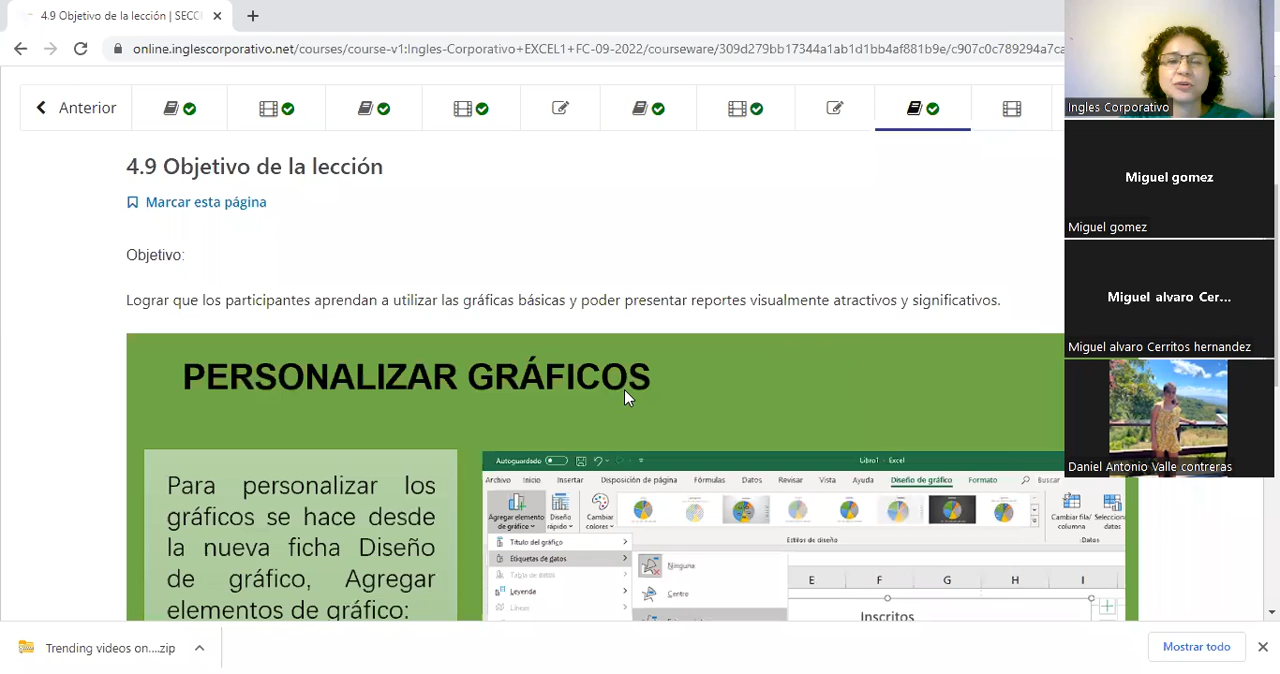 4.9 Objetivo de la lección | SECC
online.inglescorporativo.net/courses/course-v1:Ingles-Corporativo+EXCEL1+FC-09-2022/courseware/309d279bb17344a1ab1d1bb4af881b9e/c907c0c789294a7ca
Anterior
4.9 Objetivo de la lección
Marcar esta página
Objetivo:
Lograr que los participantes aprendan a utilizar las gráficas básicas y poder presentar reportes visualmente atractivos y significativos.
PERSONALIZAR GRÁFICOS
Para personalizar los
gráficos se hace desde
la nueva ficha Diseño
de gráfico, Agregar
elementos de gráfico:
Autoguardado
Libro1 - Excel
Archivo Inicio Insertar Disposición de página Fórmulas Datos Revisar Vista Ayuda Diseño de gráfico Formato Buscar
Agregar elemento
de gráfico
Diseño
rápido
Cambiar
colores
Cambiar fila/
columna
Datos
Estilos de diseño
Título del gráfico
Etiquetas de datos
Tabla de datos
Leyenda
Líneas
Ninguna
Centro
E F G H I
Inscritos
Ingles Corporativo
Miguel gomez
Miguel gomez
Miguel alvaro Cer...
Miguel alvaro Cerritos hernandez
Daniel Antonio Valle contreras
Trending videos on....zip
Mostrar todo